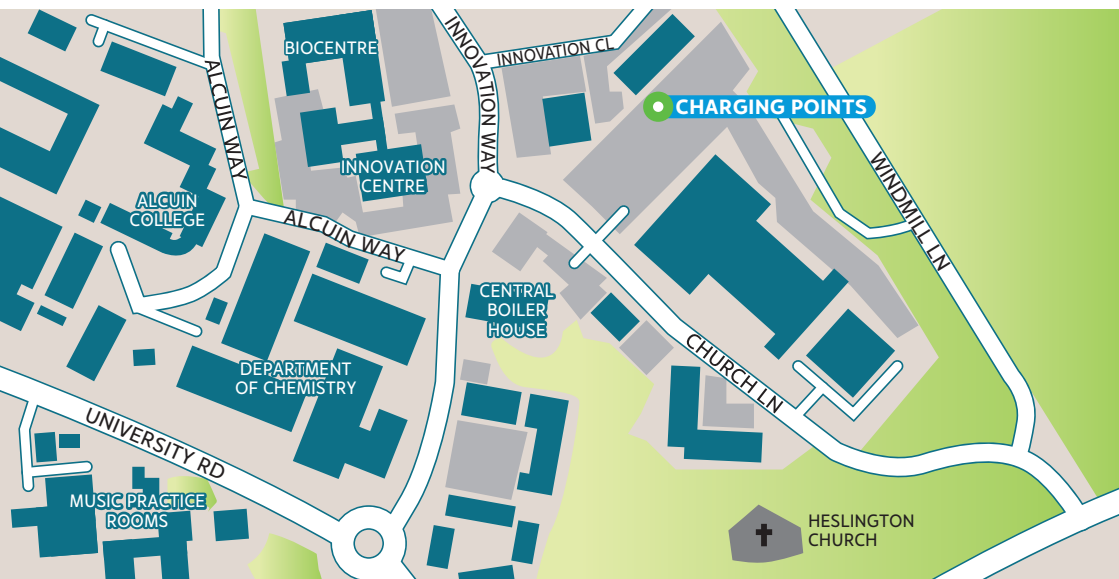 BIOCENTRE
INNOVATION WAY
INNOVATION CL
ALCUIN WAY
CHARGING POINTS
INNOVATION
CENTRE
WINDMILL LN
ALCUIN
COLLEGE
ALCUIN WAY
CENTRAL
BOILER
HOUSE
CHURCH LN
DEPARTMENT
OF CHEMISTRY
UNIVERSITY RD
MUSIC PRACTICE
ROOMS
HESLINGTON
CHURCH